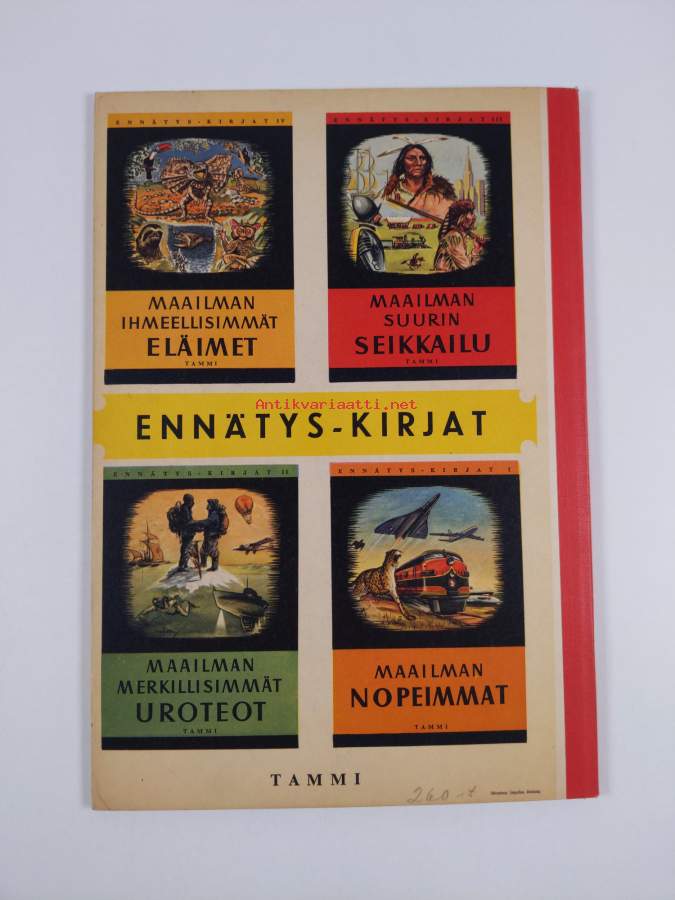 ENNÄTYS-KIRJAT IV
MAAILMAN
IHMEELLISIMMÄT
ELÄIMET
TAMMI
ENNÄTYS-KIRJAT III
MAAILMAN
SUURIN
SEIKKAILU
TAMMI
Antikvariaatti.net
ENNÄTYS-KIRJAT
ENNÄTYS-KIRJAT II
MAAILMAN
MERKILLISIMMÄT
UROTEOT
TAMMI
ENNÄTYS-KIRJAT I
MAAILMAN
NOPEIMMAT
TAMMI
TAMMI
260